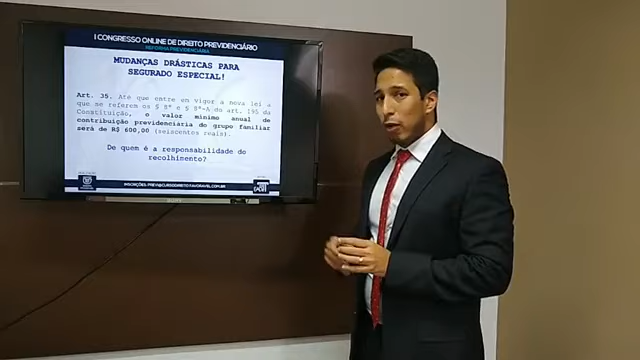 I CONGRESSO ONLINE DE DIREITO PREVIDENCIÁRIO
REFORMA PREVIDENCIÁRIA
MUDANÇAS DRÁSTICAS PARA
SEGURADO ESPECIAL!
Art. 35. Até que entre em vigor a nova lei a
que se referem os § 8º e § 8º-A do art. 195 da
Constituição, o valor mínimo anual de
contribuição previdenciária do grupo familiar
será de R$ 600,00 (seiscentos reais).
De quem é a responsabilidade do
recolhimento?